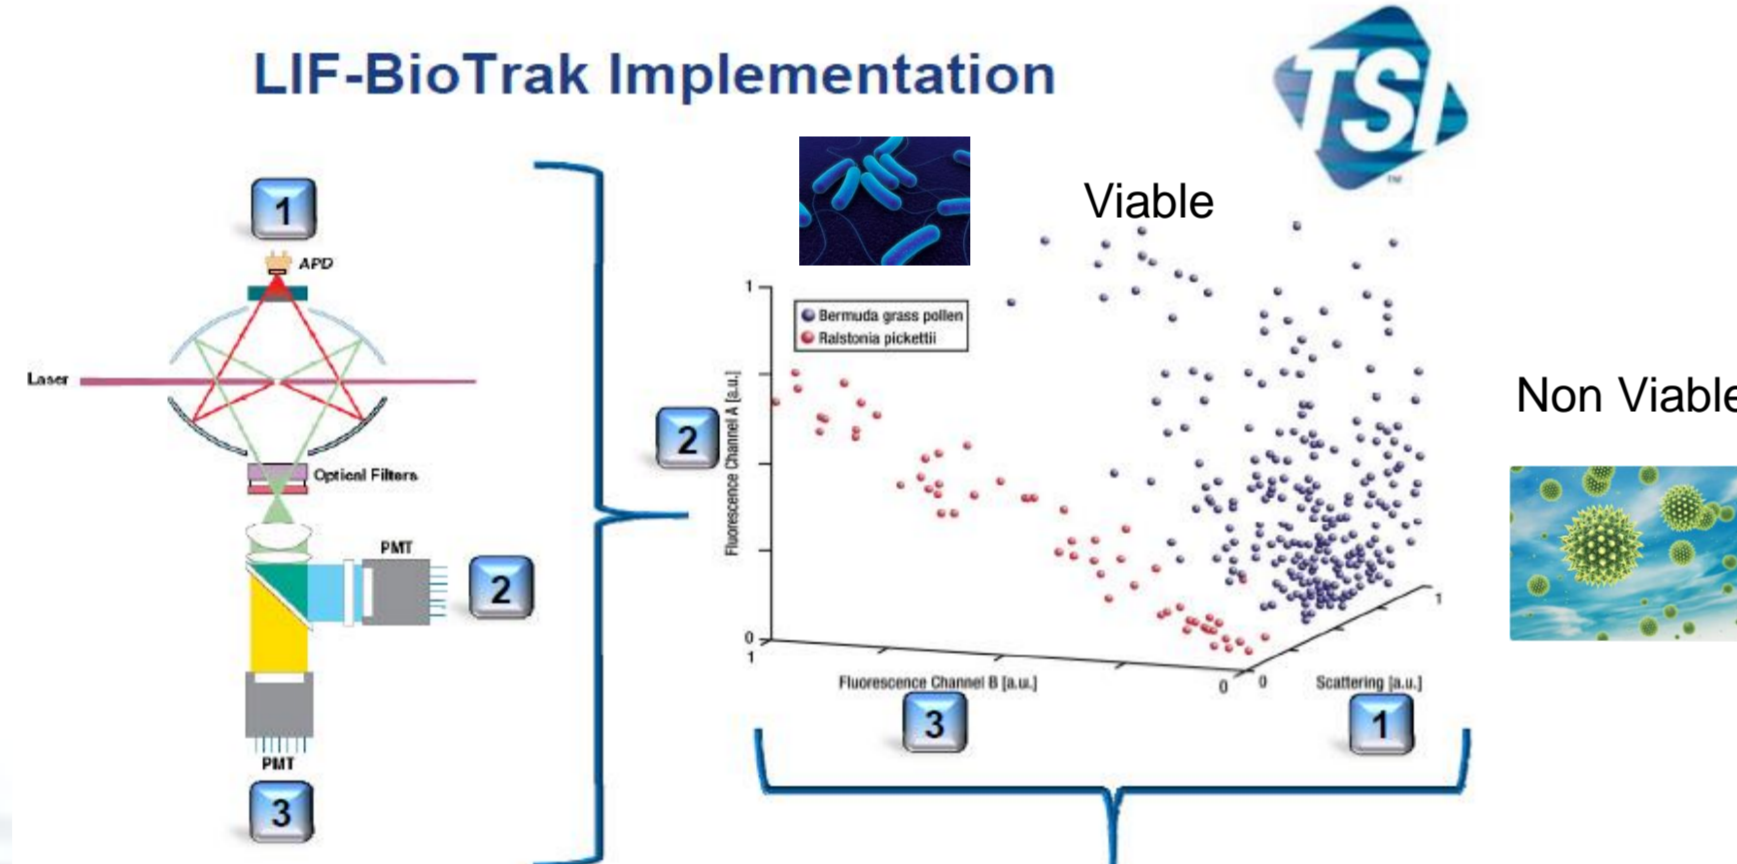 LIF-BioTrak Implementation
TSI
TM
1
APD
Laser
Optical Filters
PMT
2
PMT
3
Viable
Non Viable
1
Bermuda grass pollen
Ralstonia pickettii
2
Fluorescence Channel A [a.u.]
0
1
Fluorescence Channel B [a.u.]
0
0
Scattering [a.u.]
1
3
1